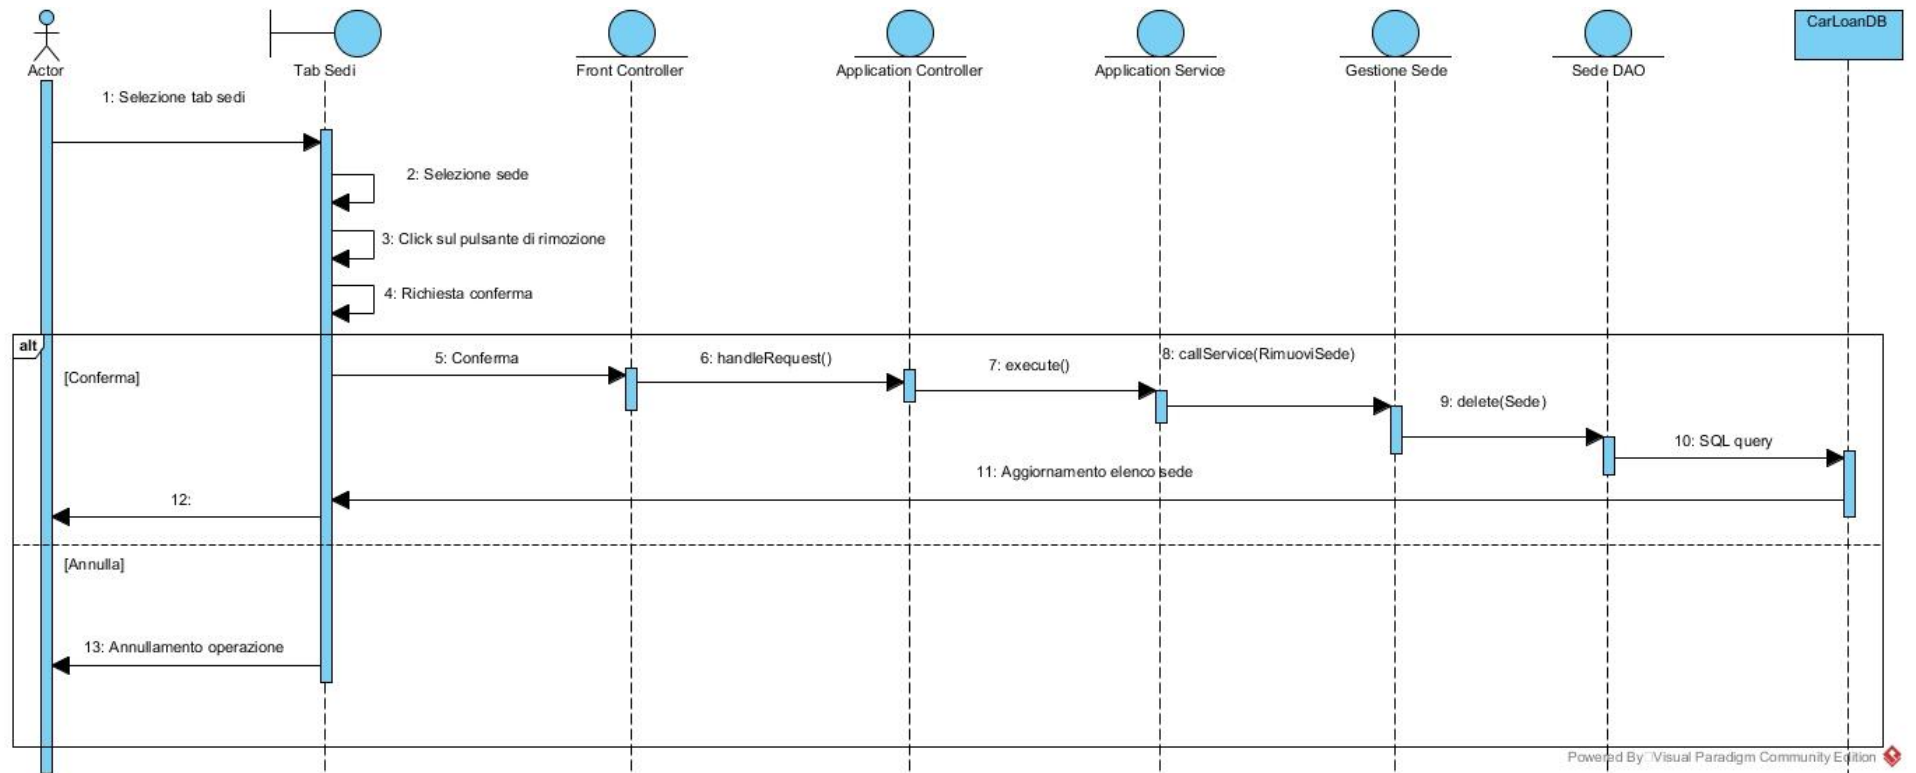 Actor
Tab Sedi
Front Controller
Application Controller
Application Service
Gestione Sede
Sede DAO
CarLoanDB
1: Selezione tab sedi
2: Selezione sede
3: Click sul pulsante di rimozione
4: Richiesta conferma
alt
[Conferma]
5: Conferma
6: handleRequest()
7: execute()
8: callService(RimuoviSede)
9: delete(Sede)
10: SQL query
11: Aggiornamento elenco sede
12:
[Annulla]
13: Annullamento operazione
Powered By Visual Paradigm Community Edition